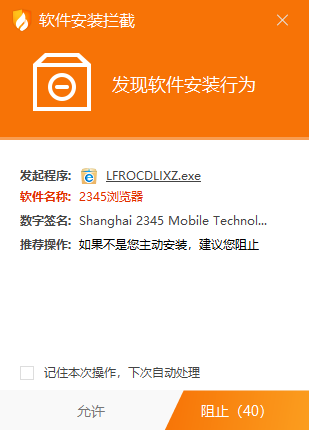 软件安装拦截
发现软件安装行为
发起程序: LFROCDLIXZ.exe
软件名称: 2345浏览器
数字签名: Shanghai 2345 Mobile Technol...
推荐操作: 如果不是您主动安装，建议您阻止
记住本次操作，下次自动处理
允许 阻止（40）